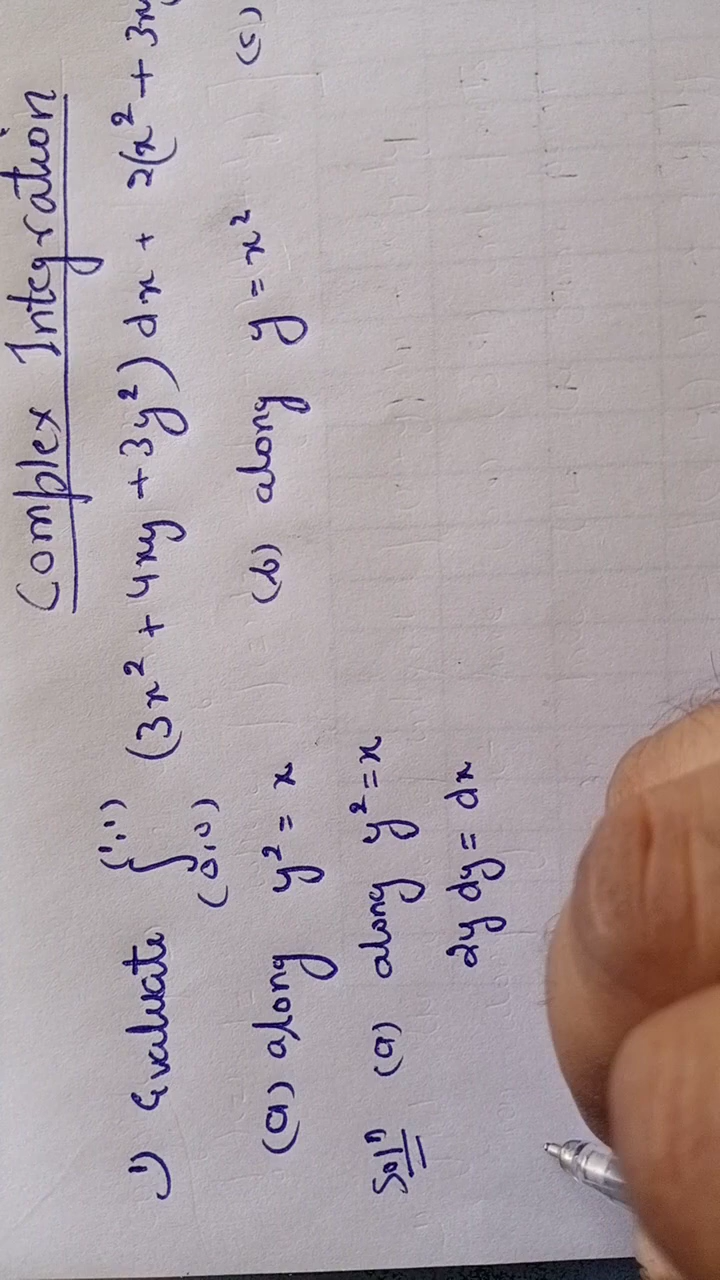 Complex Integration
1) Evaluate ∫_(0,0)^(1,1) (3x² + 4xy + 3y²) dx + 2(x² + 3x
(a) along y² = x (b) along y = x² (c)
Solⁿ (a) along y² = x
2y dy = dx